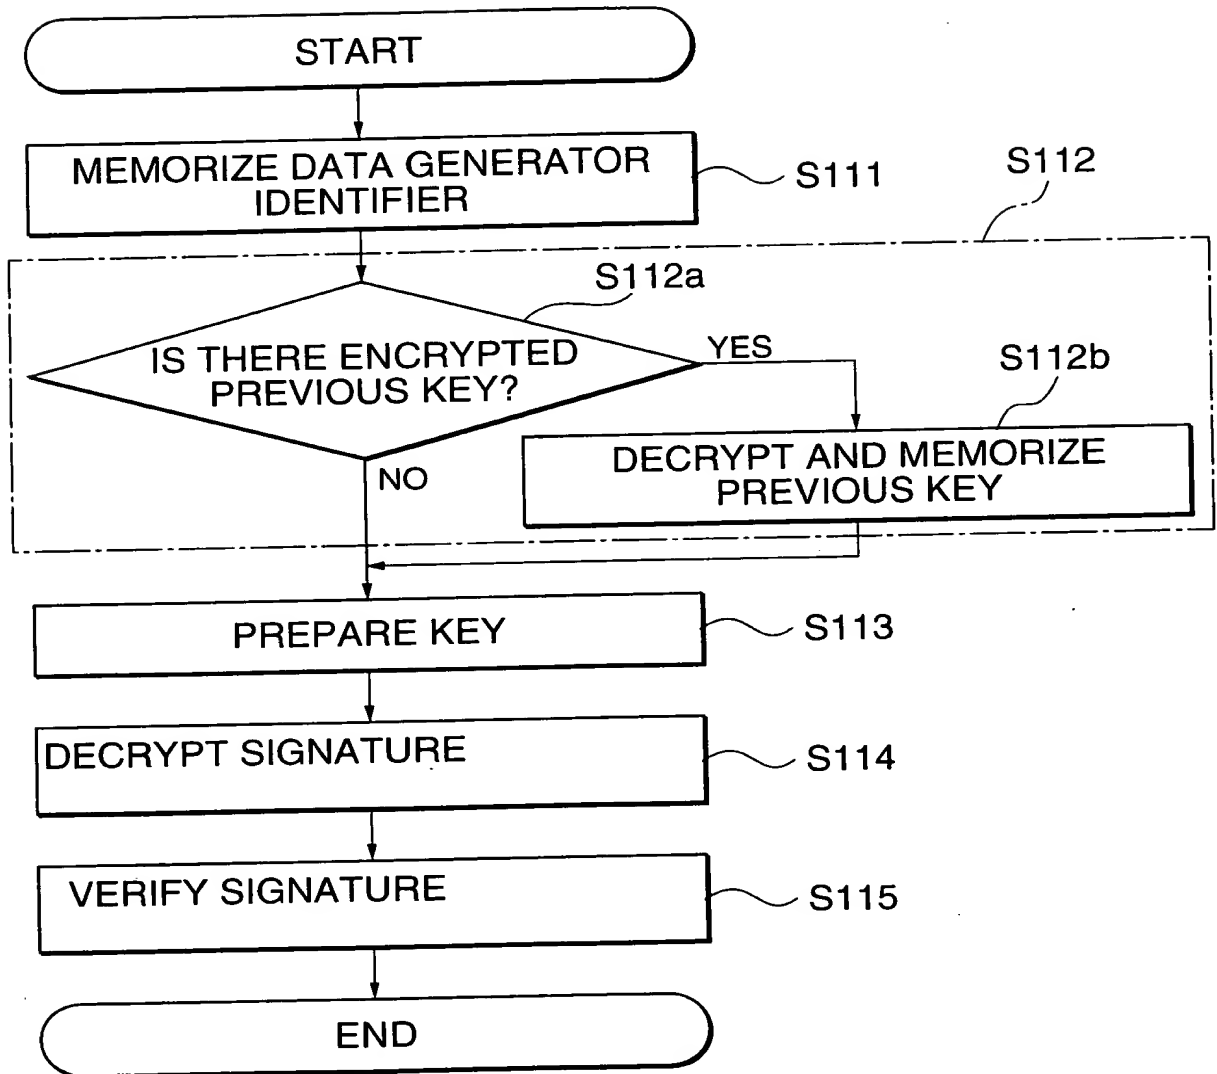 START
MEMORIZE DATA GENERATOR
IDENTIFIER
S111
S112
S112a
IS THERE ENCRYPTED
PREVIOUS KEY?
YES
S112b
DECRYPT AND MEMORIZE
PREVIOUS KEY
NO
PREPARE KEY
S113
DECRYPT SIGNATURE
S114
VERIFY SIGNATURE
S115
END